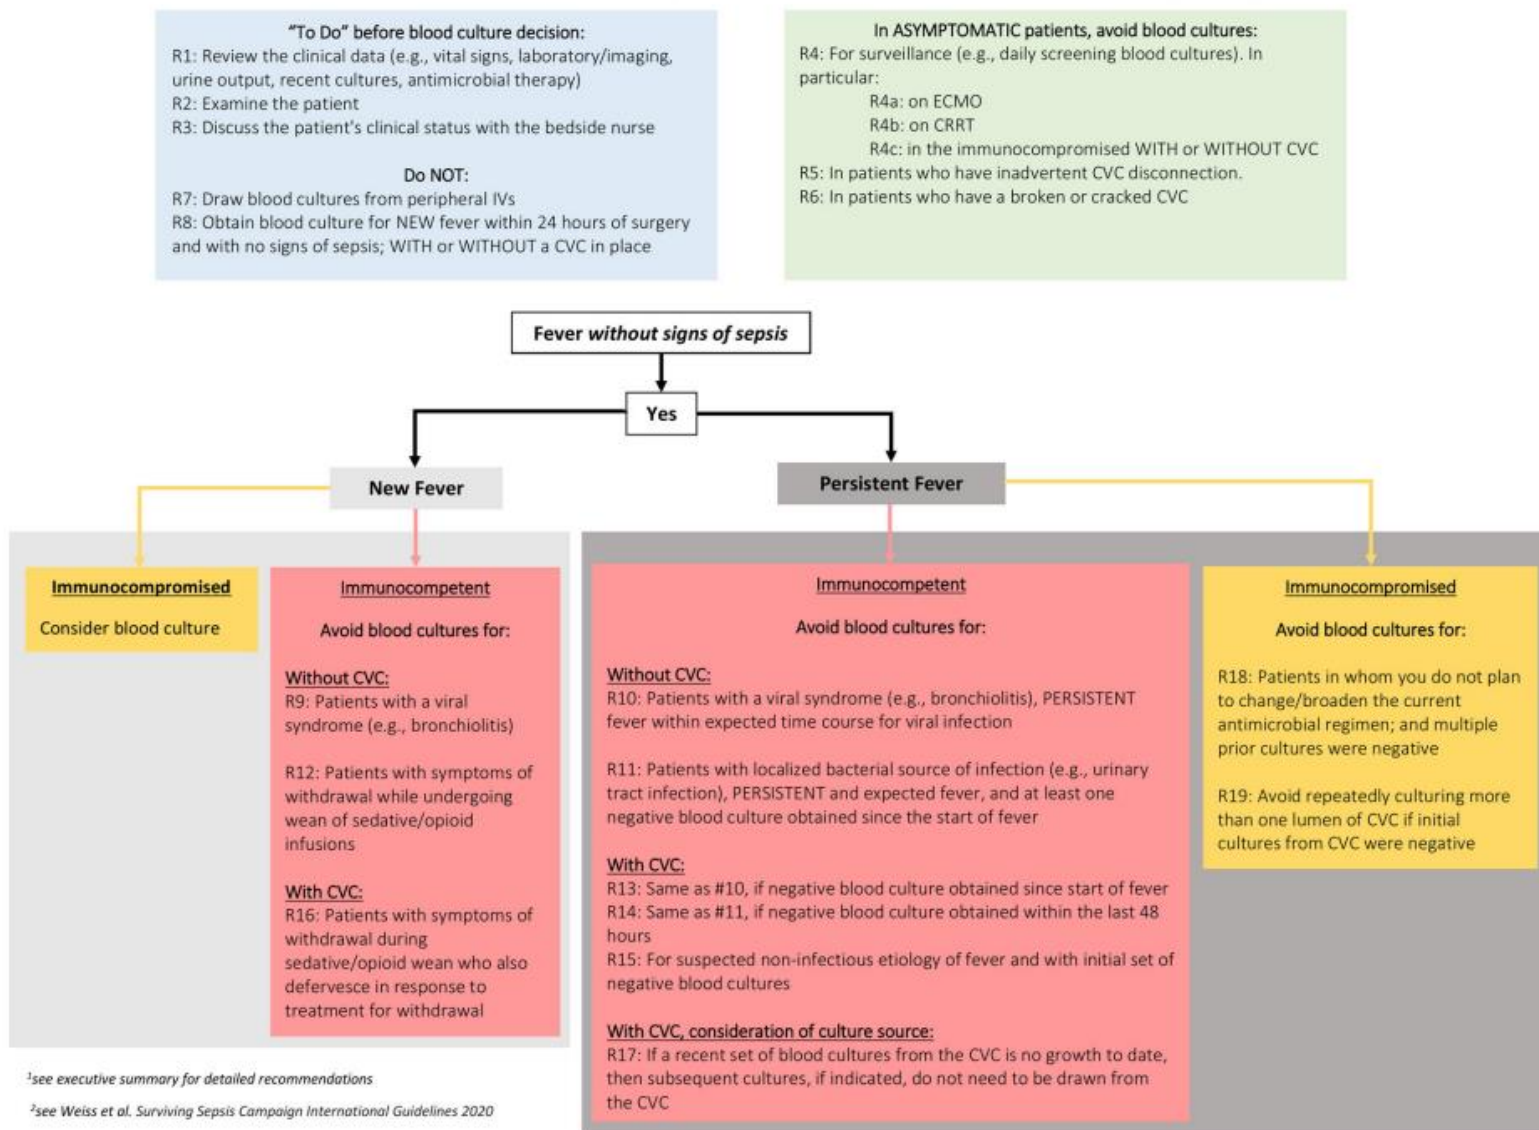 "To Do" before blood culture decision:
R1: Review the clinical data (e.g., vital signs, laboratory/imaging,
urine output, recent cultures, antimicrobial therapy)
R2: Examine the patient
R3: Discuss the patient's clinical status with the bedside nurse
Do NOT:
R7: Draw blood cultures from peripheral IVs
R8: Obtain blood culture for NEW fever within 24 hours of surgery
and with no signs of sepsis; WITH or WITHOUT a CVC in place
In ASYMPTOMATIC patients, avoid blood cultures:
R4: For surveillance (e.g., daily screening blood cultures). In
particular:
R4a: on ECMO
R4b: on CRRT
R4c: in the immunocompromised WITH or WITHOUT CVC
R5: In patients who have inadvertent CVC disconnection.
R6: In patients who have a broken or cracked CVC
Fever without signs of sepsis
Yes
New Fever
Persistent Fever
Immunocompromised
Consider blood culture
Immunocompetent
Avoid blood cultures for:
Without CVC:
R9: Patients with a viral
syndrome (e.g., bronchiolitis)
R12: Patients with symptoms of
withdrawal while undergoing
wean of sedative/opioid
infusions
With CVC:
R16: Patients with symptoms of
withdrawal during
sedative/opioid wean who also
defervesce in response to
treatment for withdrawal
Immunocompetent
Avoid blood cultures for:
Without CVC:
R10: Patients with a viral syndrome (e.g., bronchiolitis), PERSISTENT
fever within expected time course for viral infection
R11: Patients with localized bacterial source of infection (e.g., urinary
tract infection), PERSISTENT and expected fever, and at least one
negative blood culture obtained since the start of fever
With CVC:
R13: Same as #10, if negative blood culture obtained since start of fever
R14: Same as #11, if negative blood culture obtained within the last 48
hours
R15: For suspected non-infectious etiology of fever and with initial set of
negative blood cultures
With CVC, consideration of culture source:
R17: If a recent set of blood cultures from the CVC is no growth to date,
then subsequent cultures, if indicated, do not need to be drawn from
the CVC
Immunocompromised
Avoid blood cultures for:
R18: Patients in whom you do not plan
to change/broaden the current
antimicrobial regimen; and multiple
prior cultures were negative
R19: Avoid repeatedly culturing more
than one lumen of CVC if initial
cultures from CVC were negative
1see executive summary for detailed recommendations
2see Weiss et al. Surviving Sepsis Campaign International Guidelines 2020